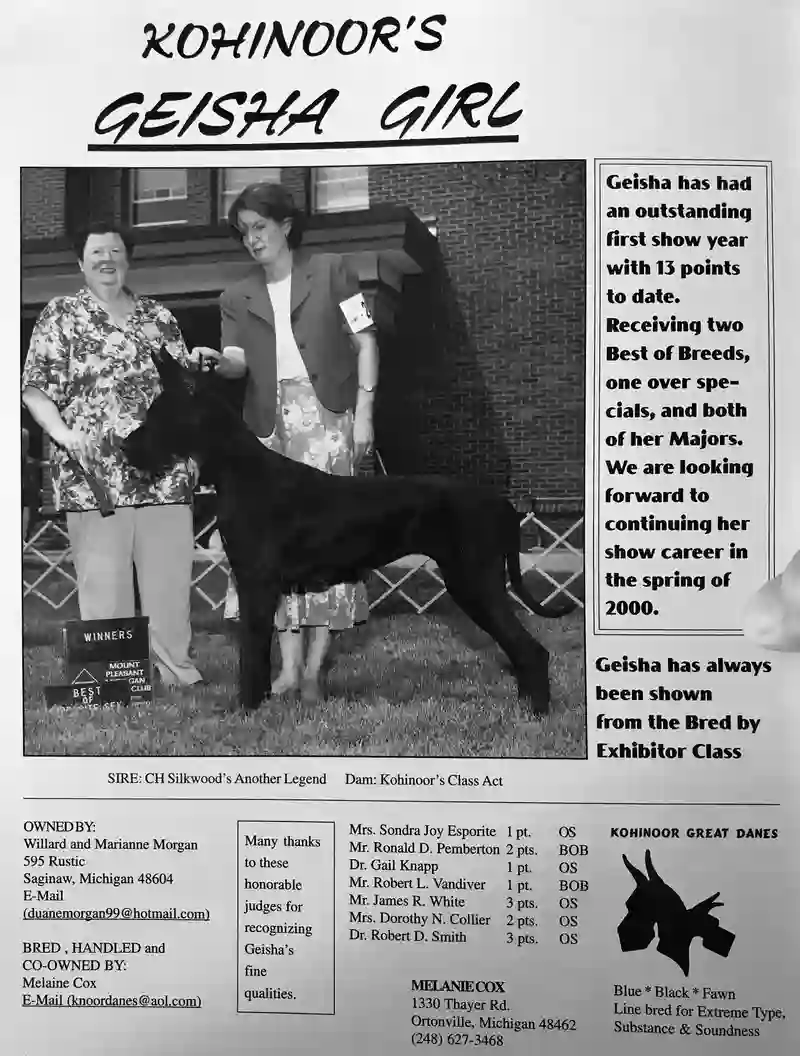 KOHINOOR'S
GEISHA GIRL
Geisha has had
an outstanding
first show year
with 13 points
to date.
Receiving two
Best of Breeds,
one over spe-
cials, and both
of her Majors.
We are looking
forward to
continuing her
show career in
the spring of
2000.
Geisha has always
been shown
from the Bred by
Exhibitor Class
WINNERS
MOUNT
PLEASANT
CLUB
BEST
OF
SIRE: CH Silkwood's Another Legend Dam: Kohinoor's Class Act
OWNED BY:
Willard and Marianne Morgan
595 Rustic
Saginaw, Michigan 48604
E-Mail
(duanemorgan99@hotmail.com)
BRED , HANDLED and
CO-OWNED BY:
Melaine Cox
E-Mail (knoordanes@aol.com)
Many thanks
to these
honorable
judges for
recognizing
Geisha's
fine
qualities.
Mrs. Sondra Joy Esporite 1 pt. OS
Mr. Ronald D. Pemberton 2 pts. BOB
Dr. Gail Knapp 1 pt. OS
Mr. Robert L. Vandiver 1 pt. BOB
Mr. James R. White 3 pts. OS
Mrs. Dorothy N. Collier 2 pts. OS
Dr. Robert D. Smith 3 pts. OS
MELANIE COX
1330 Thayer Rd.
Ortonville, Michigan 48462
(248) 627-3468
KOHINOOR GREAT DANES
Blue * Black * Fawn
Line bred for Extreme Type,
Substance & Soundness